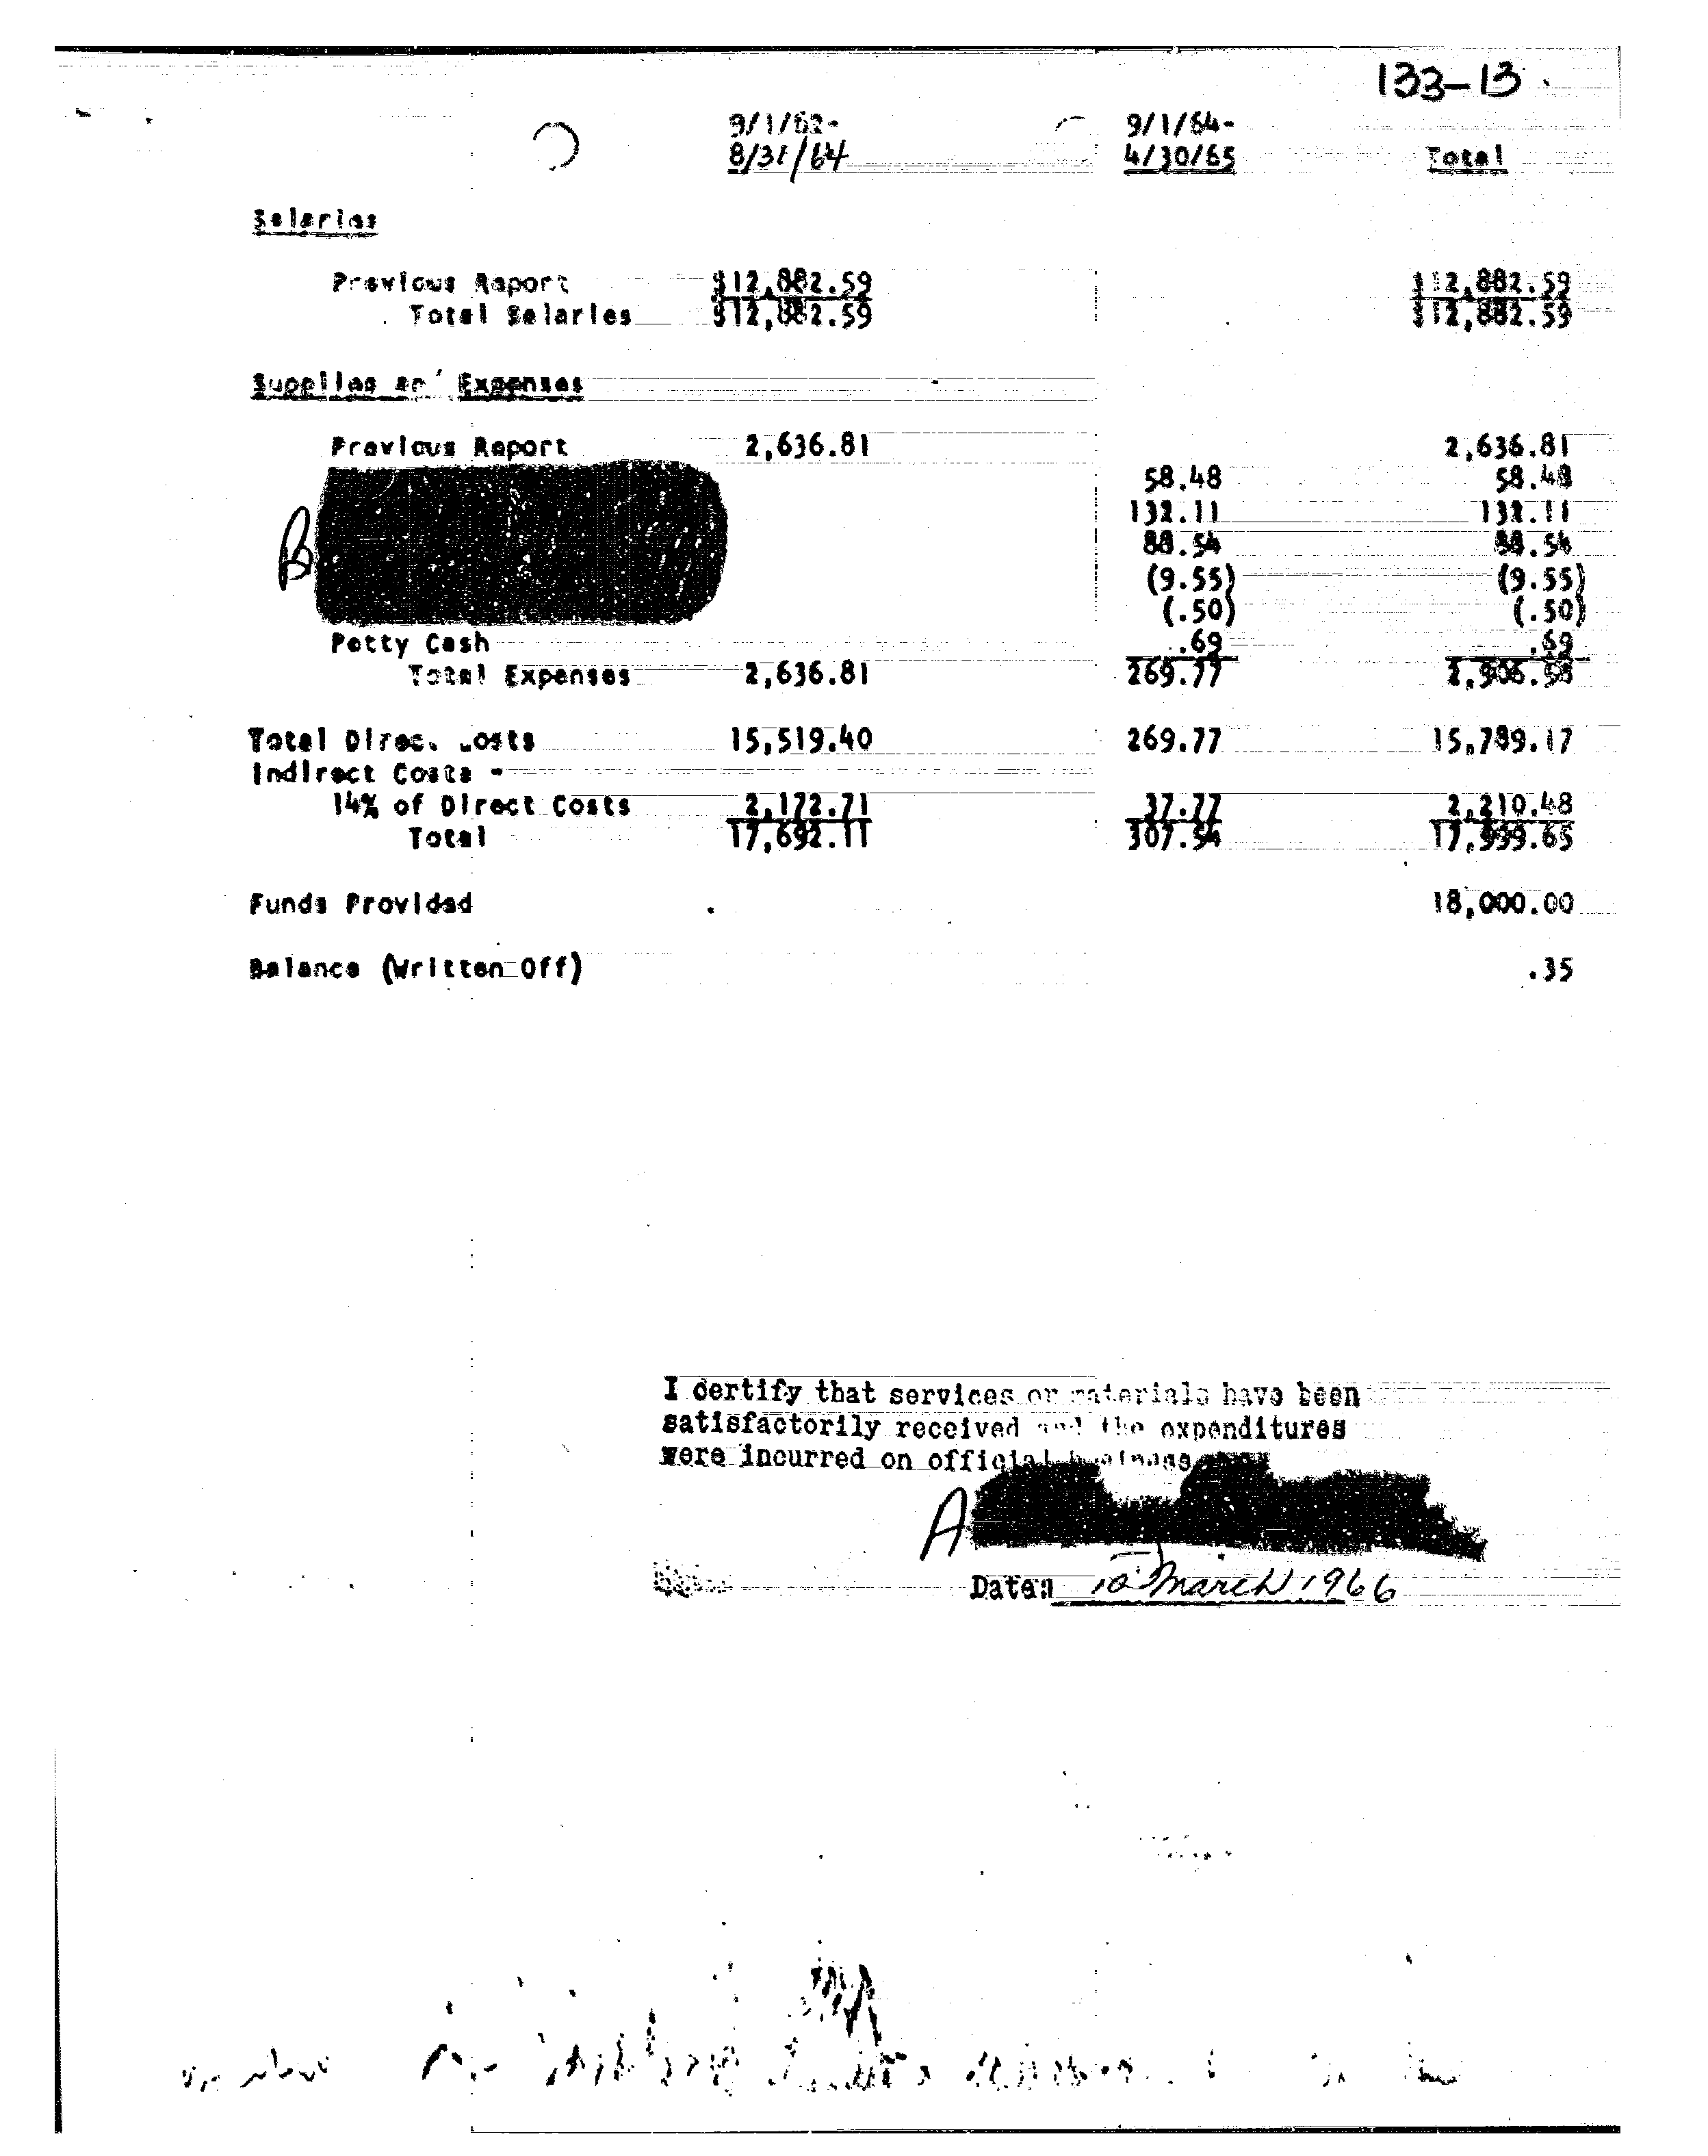 133-13
9/1/62- 9/1/64-
8/31/64 4/30/65 Total
Salaries
Previous Report $12,882.59 $12,882.59
Total Salaries $12,882.59 $12,882.59
Supplies an' Expenses
Previous Report 2,636.81 2,636.81
58.48 58.48
132.11 132.11
B 88.54 88.54
(9.55) (9.55)
(.50) (.50)
Petty Cash .69 .69
Total Expenses 2,636.81 269.77 2,906.58
Total Direc. Costs 15,519.40 269.77 15,789.17
Indirect Costs -
14% of Direct Costs 2,172.71 37.77 2,210.48
Total 17,692.11 307.54 17,999.65
Funds Provided 18,000.00
Balance (Written Off) .35
I certify that services or materials have been
satisfactorily received and the expenditures
were incurred on official business
A
Date: 10 March 1966